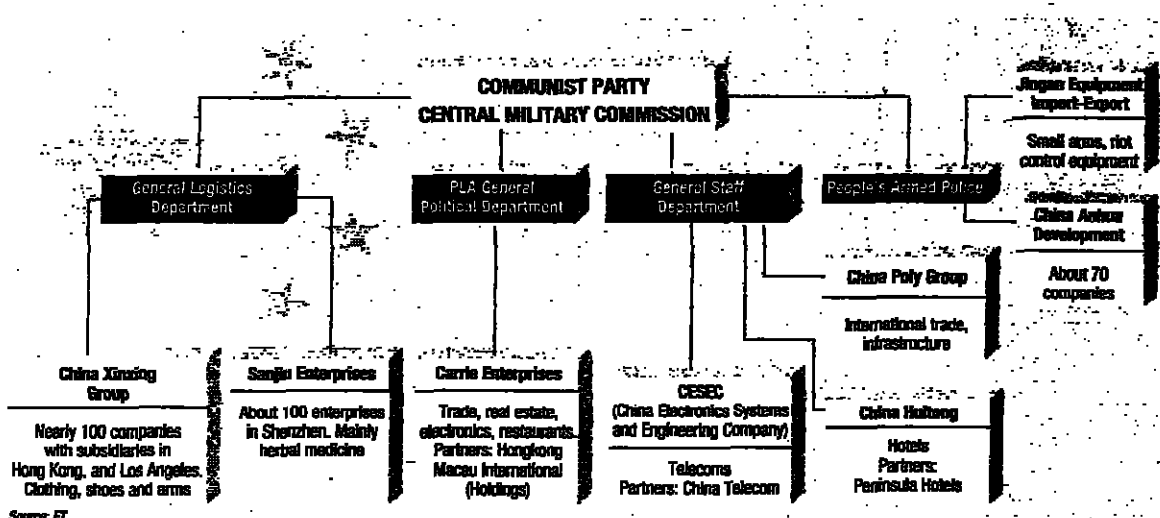 COMMUNIST PARTY
CENTRAL MILITARY COMMISSION
General Logistics
Department
PLA General
Political Department
General Staff
Department
People's Armed Police
Jingan Equipment
Import-Export
Small arms, riot
control equipment
China Anhua
Development
About 70
companies
China Poly Group
International trade,
infrastructure
China Xinxing
Group
Nearly 100 companies
with subsidiaries in
Hong Kong, and Los Angeles.
Clothing, shoes and arms
Sanjiu Enterprises
About 100 enterprises
in Shenzhen. Mainly
herbal medicine
Carrie Enterprises
Trade, real estate,
electronics, restaurants
Partners: Hongkong
Macau International
(Holdings)
CESEC
(China Electronics Systems
and Engineering Company)
Telecoms
Partners: China Telecom
China Huitong
Hotels
Partners:
Peninsula Hotels
Source: FT